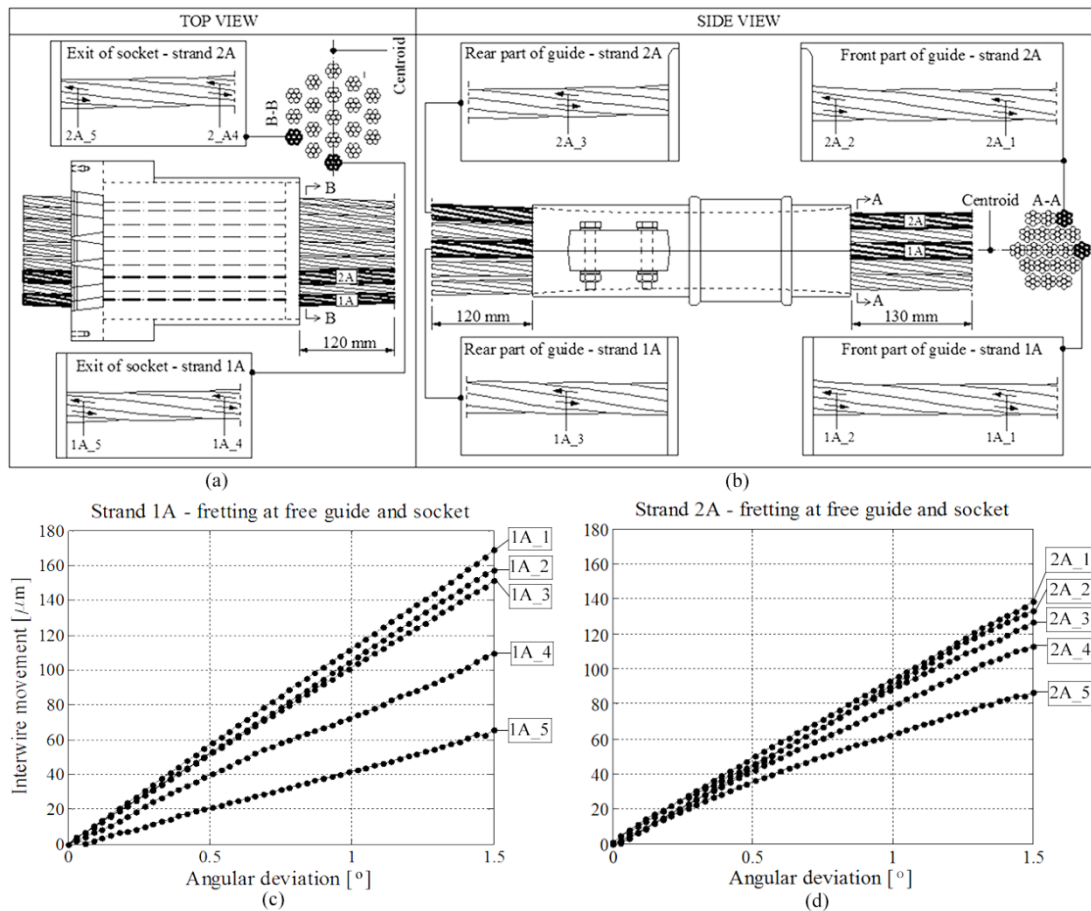 TOP VIEW
SIDE VIEW
Exit of socket - strand 2A
2A_5
2_A4
B-B
Centroid
B
B
2A
1A
120 mm
Exit of socket - strand 1A
1A_5
1A_4
(a)
Rear part of guide - strand 2A
2A_3
Front part of guide - strand 2A
2A_2
2A_1
A
2A
1A
A
Centroid
A-A
120 mm
130 mm
Rear part of guide - strand 1A
1A_3
Front part of guide - strand 1A
1A_2
1A_1
(b)
Strand 1A - fretting at free guide and socket
180
160
140
120
100
80
60
40
20
0
Interwire movement [μm]
1A_1
1A_2
1A_3
1A_4
1A_5
0
0.5
1
1.5
Angular deviation [°]
(c)
Strand 2A - fretting at free guide and socket
180
160
140
120
100
80
60
40
20
0
2A_1
2A_2
2A_3
2A_4
2A_5
0
0.5
1
1.5
Angular deviation [°]
(d)